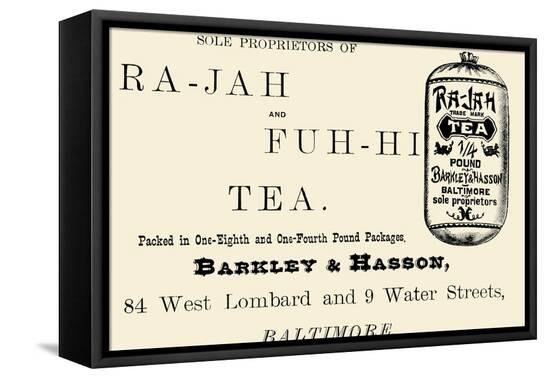 SOLE PROPRIETORS OF
RA-JAH
AND
FUH-HI
TEA.
Packed in One-Eighth and One-Fourth Pound Packages,
BARKLEY & HASSON,
84 West Lombard and 9 Water Streets,
BALTIMORE
RA-JAH
TRADE MARK
TEA
1/4
POUND
BARKLEY & HASSON
BALTIMORE
sole proprietors